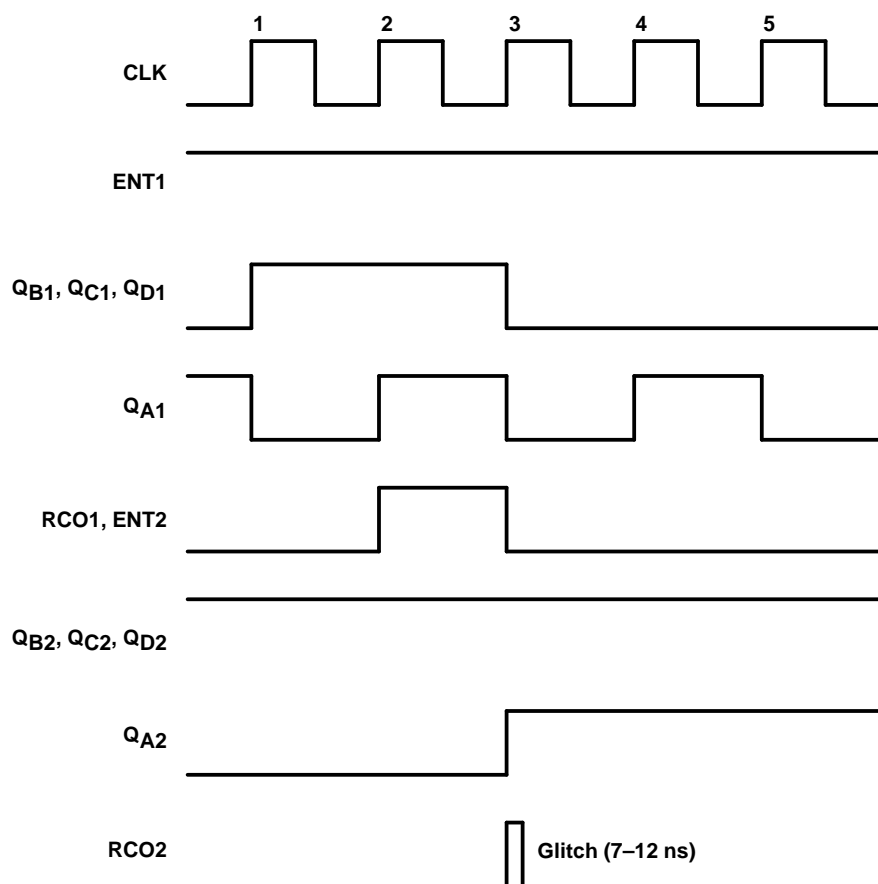 1 2 3 4 5
CLK
ENT1
QB1, QC1, QD1
QA1
RCO1, ENT2
QB2, QC2, QD2
QA2
RCO2 Glitch (7–12 ns)